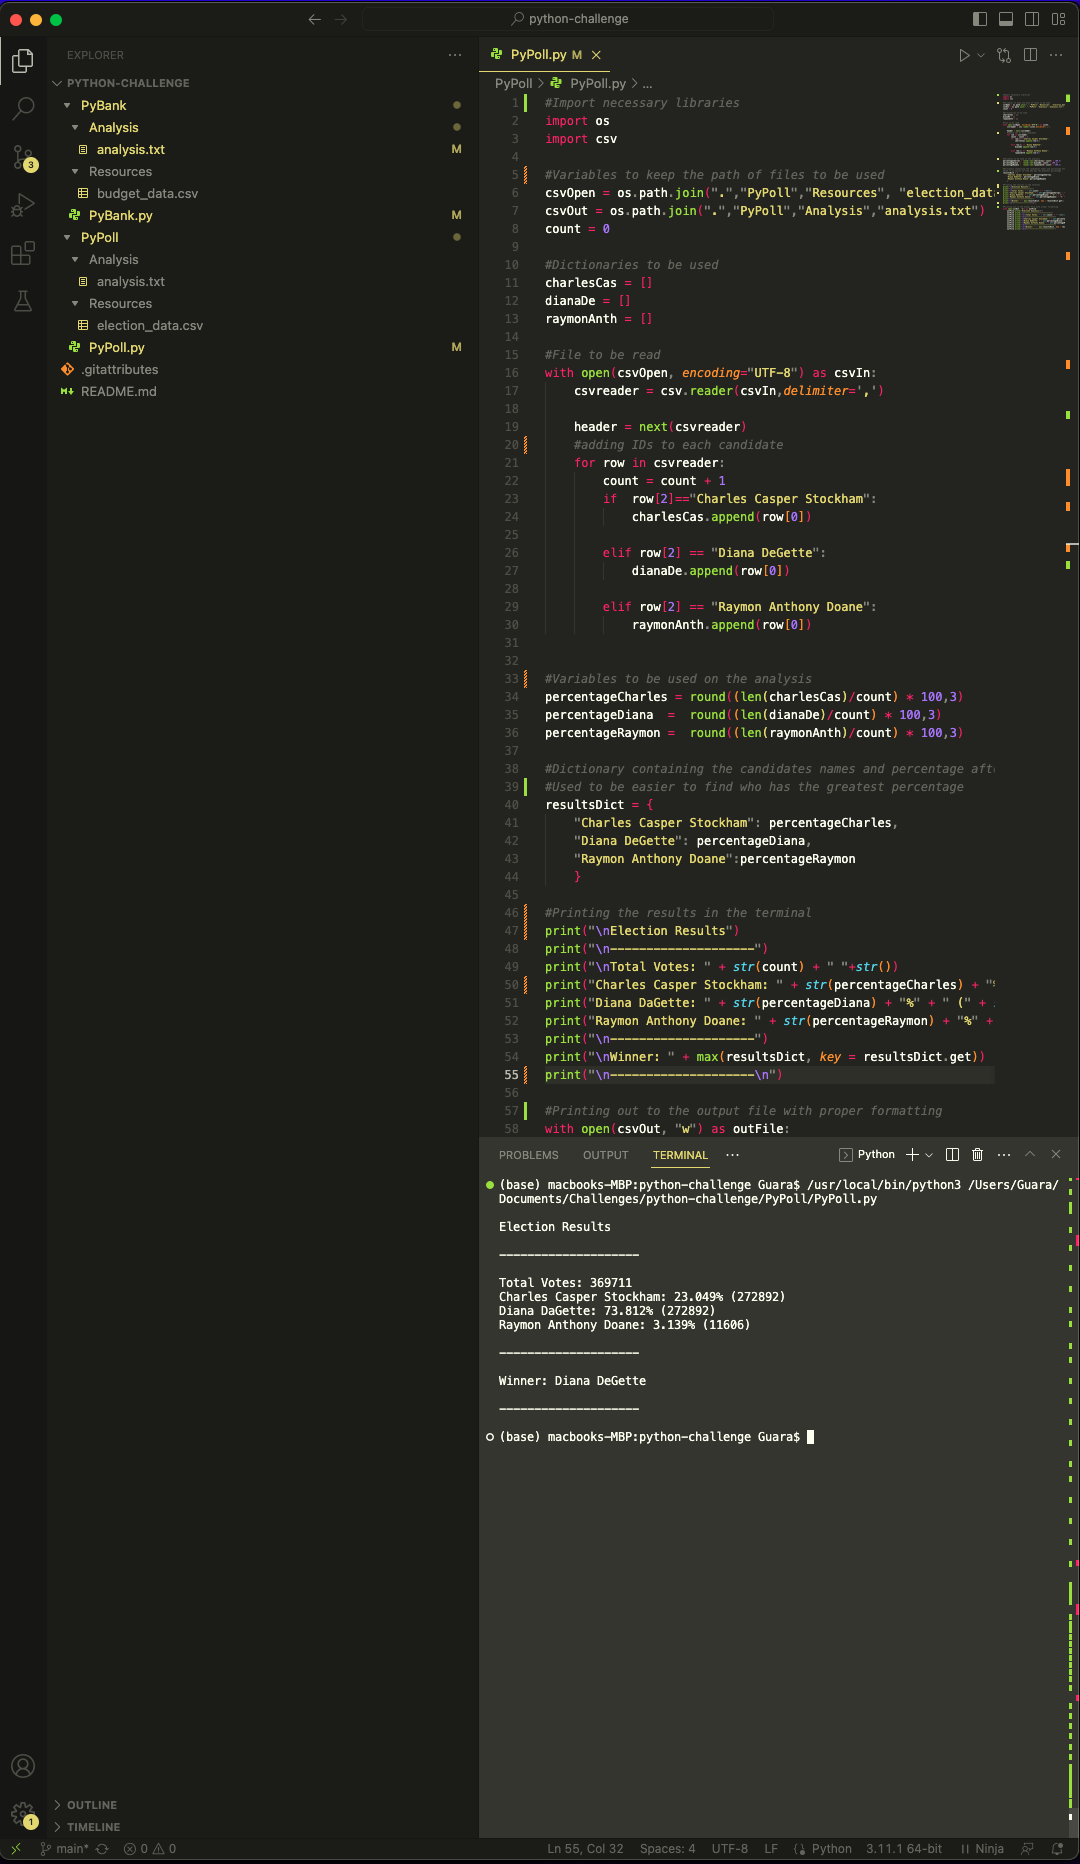 python-challenge
EXPLORER
PYTHON-CHALLENGE
PyBank
Analysis
analysis.txt M
Resources
budget_data.csv
PyBank.py M
PyPoll
Analysis
analysis.txt
Resources
election_data.csv
PyPoll.py M
.gitattributes
README.md
3
OUTLINE
TIMELINE
1
PyPoll.py M
PyPoll > PyPoll.py > ...
1 #Import necessary libraries
2 import os
3 import csv
4
5 #Variables to keep the path of files to be used
6 csvOpen = os.path.join(".","PyPoll","Resources", "election_dat
7 csvOut = os.path.join(".","PyPoll","Analysis","analysis.txt")
8 count = 0
9
10 #Dictionaries to be used
11 charlesCas = []
12 dianaDe = []
13 raymonAnth = []
14
15 #File to be read
16 with open(csvOpen, encoding="UTF-8") as csvIn:
17 csvreader = csv.reader(csvIn,delimiter=',')
18
19 header = next(csvreader)
20 #adding IDs to each candidate
21 for row in csvreader:
22 count = count + 1
23 if  row[2]=="Charles Casper Stockham":
24 charlesCas.append(row[0])
25
26 elif row[2] == "Diana DeGette":
27 dianaDe.append(row[0])
28
29 elif row[2] == "Raymon Anthony Doane":
30 raymonAnth.append(row[0])
31
32
33 #Variables to be used on the analysis
34 percentageCharles = round((len(charlesCas)/count) * 100,3)
35 percentageDiana  =  round((len(dianaDe)/count) * 100,3)
36 percentageRaymon =  round((len(raymonAnth)/count) * 100,3)
37
38 #Dictionary containing the candidates names and percentage aft
39 #Used to be easier to find who has the greatest percentage
40 resultsDict = {
41 "Charles Casper Stockham": percentageCharles,
42 "Diana DeGette": percentageDiana,
43 "Raymon Anthony Doane":percentageRaymon
44 }
45
46 #Printing the results in the terminal
47 print("\nElection Results")
48 print("\n--------------------")
49 print("\nTotal Votes: " + str(count) + " "+str())
50 print("Charles Casper Stockham: " + str(percentageCharles) + "%
51 print("Diana DaGette: " + str(percentageDiana) + "%" + " (" + 
52 print("Raymon Anthony Doane: " + str(percentageRaymon) + "%" +
53 print("\n--------------------")
54 print("\nWinner: " + max(resultsDict, key = resultsDict.get))
55 print("\n--------------------\n")
56
57 #Printing out to the output file with proper formatting
58 with open(csvOut, "w") as outFile:
PROBLEMS OUTPUT TERMINAL ... Python
(base) macbooks-MBP:python-challenge Guara$ /usr/local/bin/python3 /Users/Guara/
Documents/Challenges/python-challenge/PyPoll/PyPoll.py
Election Results
--------------------
Total Votes: 369711
Charles Casper Stockham: 23.049% (272892)
Diana DaGette: 73.812% (272892)
Raymon Anthony Doane: 3.139% (11606)
--------------------
Winner: Diana DeGette
--------------------
(base) macbooks-MBP:python-challenge Guara$
main* 0 0 Ln 55, Col 32 Spaces: 4 UTF-8 LF Python 3.11.1 64-bit Ninja